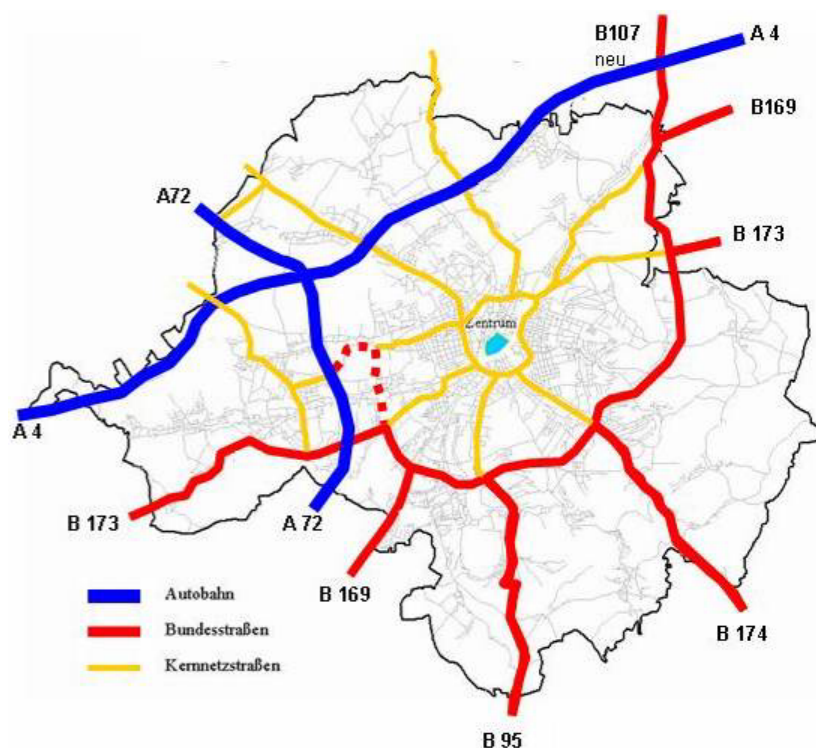 B107
neu
A 4
B169
A72
B 173
Zentrum
A 4
B 173
A 72
B 169
B 174
B 95
Autobahn
Bundesstraßen
Kernnetzstraßen